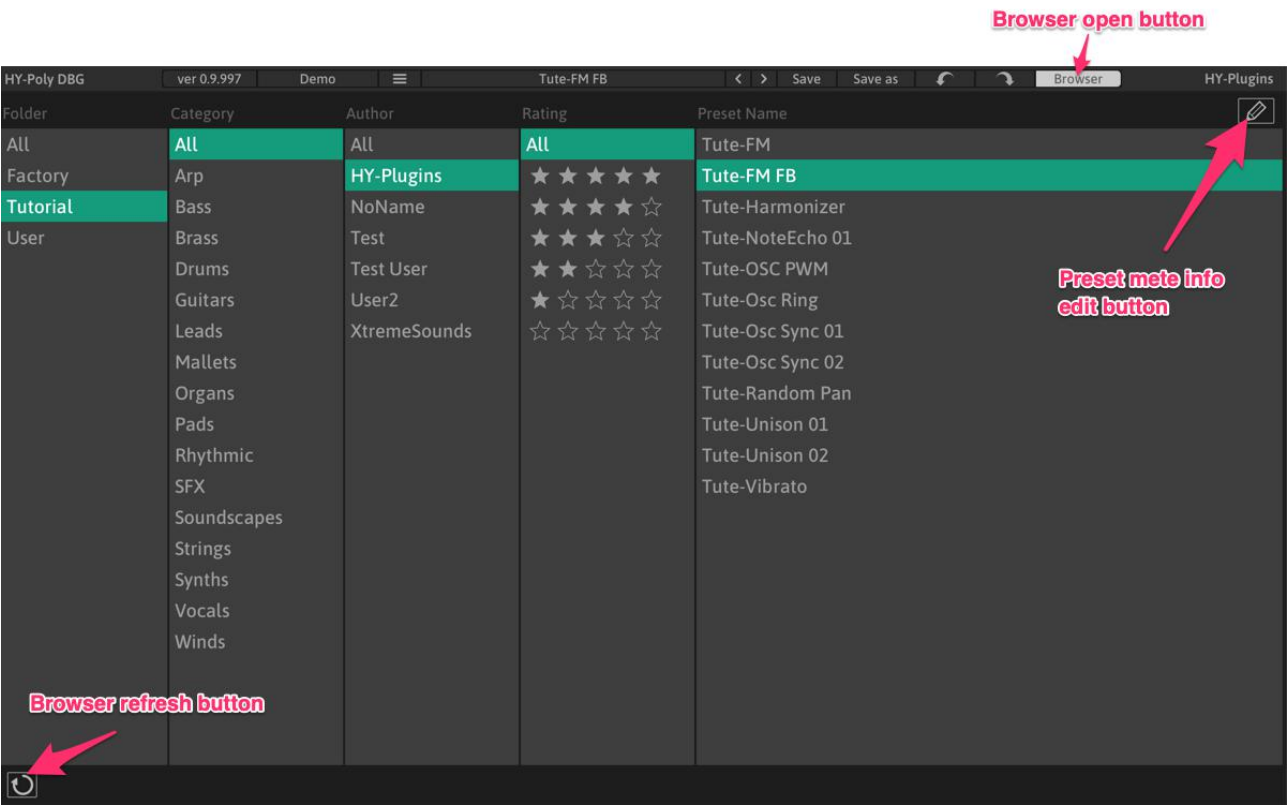 Browser open button
HY-Poly DBG ver 0.9.997 Demo Tute-FM FB < > Save Save as Browser HY-Plugins
Folder Category Author Rating Preset Name
All All All All Tute-FM
Factory Arp HY-Plugins ★★★★★ Tute-FM FB
Tutorial Bass NoName ★★★★☆ Tute-Harmonizer
User Brass Test ★★★☆☆ Tute-NoteEcho 01
Drums Test User ★★☆☆☆ Tute-OSC PWM
Guitars User2 ★☆☆☆☆ Tute-Osc Ring
Leads XtremeSounds ☆☆☆☆☆ Tute-Osc Sync 01
Mallets Tute-Osc Sync 02
Organs Tute-Random Pan
Pads Tute-Unison 01
Rhythmic Tute-Unison 02
SFX Tute-Vibrato
Soundscapes
Strings
Synths
Vocals
Winds
Preset mete info
edit button
Browser refresh button